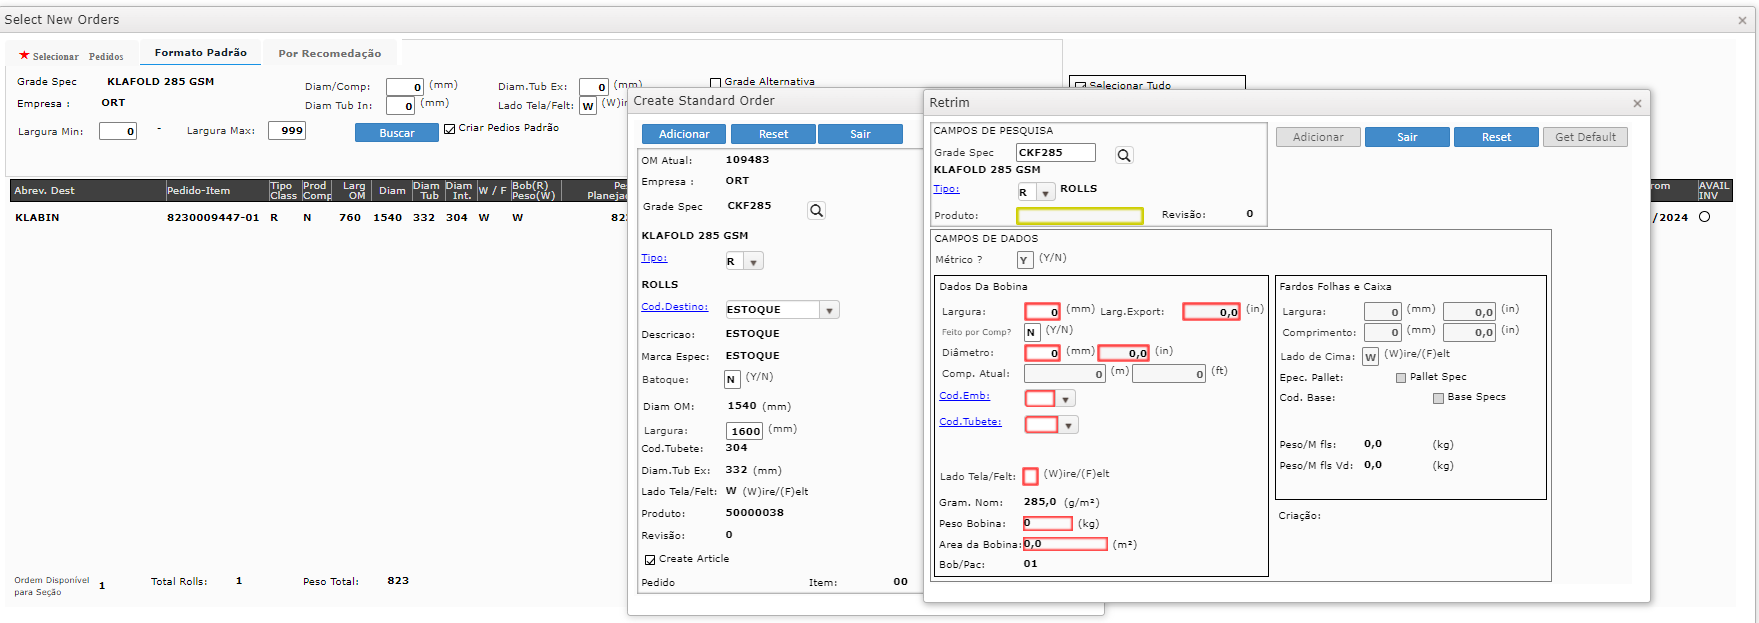 Select New Orders
Selecionar Pedidos
Formato Padrão
Por Recomedação
Grade Spec KLAFOLD 285 GSM
Empresa : ORT
Largura Min: 0 - Largura Max: 999
Diam/Comp: 0 (mm)
Diam Tub In: 0 (mm)
Diam.Tub Ex: 0 (mm)
Lado Tela/Felt: W
Grade Alternativa
Buscar
Criar Pedios Padrão
Selecionar Tudo
Abrev. Dest Pedido-Item Tipo Class Prod Comp Larg OM Diam Diam Tub Diam Int. W / F Bob(R) Peso(W)
AVAIL INV
KLABIN 8230009447-01 R N 760 1540 332 304 W W
/2024
Ordem Disponível para Seção 1
Total Rolls: 1
Peso Total: 823
Create Standard Order
Adicionar Reset Sair
OM Atual: 109483
Empresa : ORT
Grade Spec CKF285
KLAFOLD 285 GSM
Tipo: R
ROLLS
Cod.Destino: ESTOQUE
Descricao: ESTOQUE
Marca Espec: ESTOQUE
Batoque: N (Y/N)
Diam OM: 1540 (mm)
Largura: 1600 (mm)
Cod.Tubete: 304
Diam.Tub Ex: 332 (mm)
Lado Tela/Felt: W (W)ire/(F)elt
Produto: 50000038
Revisão: 0
Create Article
Pedido Item: 00
Retrim
CAMPOS DE PESQUISA
Grade Spec CKF285
KLAFOLD 285 GSM
Tipo: R ROLLS
Produto: Revisão: 0
Adicionar Sair Reset Get Default
CAMPOS DE DADOS
Métrico ? Y (Y/N)
Dados Da Bobina
Largura: 0 (mm) Larg.Export: 0,0 (in)
Feito por Comp? N (Y/N)
Diâmetro: 0 (mm) 0,0 (in)
Comp. Atual: 0 (m) 0 (ft)
Cod.Emb:
Cod.Tubete:
Lado Tela/Felt: (W)ire/(F)elt
Gram. Nom: 285,0 (g/m²)
Peso Bobina: 0 (kg)
Area da Bobina: 0,0 (m²)
Bob/Pac: 01
Fardos Folhas e Caixa
Largura: 0 (mm) 0,0 (in)
Comprimento: 0 (mm) 0,0 (in)
Lado de Cima: W (W)ire/(F)elt
Epec. Pallet: Pallet Spec
Cod. Base: Base Specs
Peso/M fls: 0,0 (kg)
Peso/M fls Vd: 0,0 (kg)
Criação: